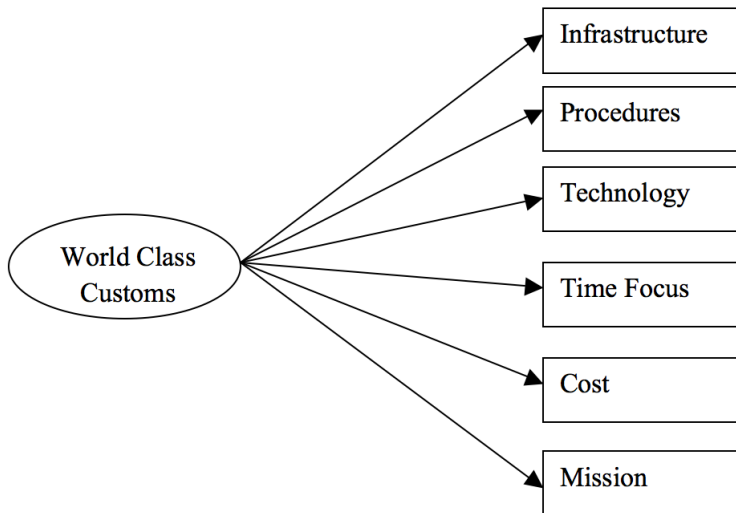 Infrastructure
Procedures
Technology
World Class
Customs
Time Focus
Cost
Mission